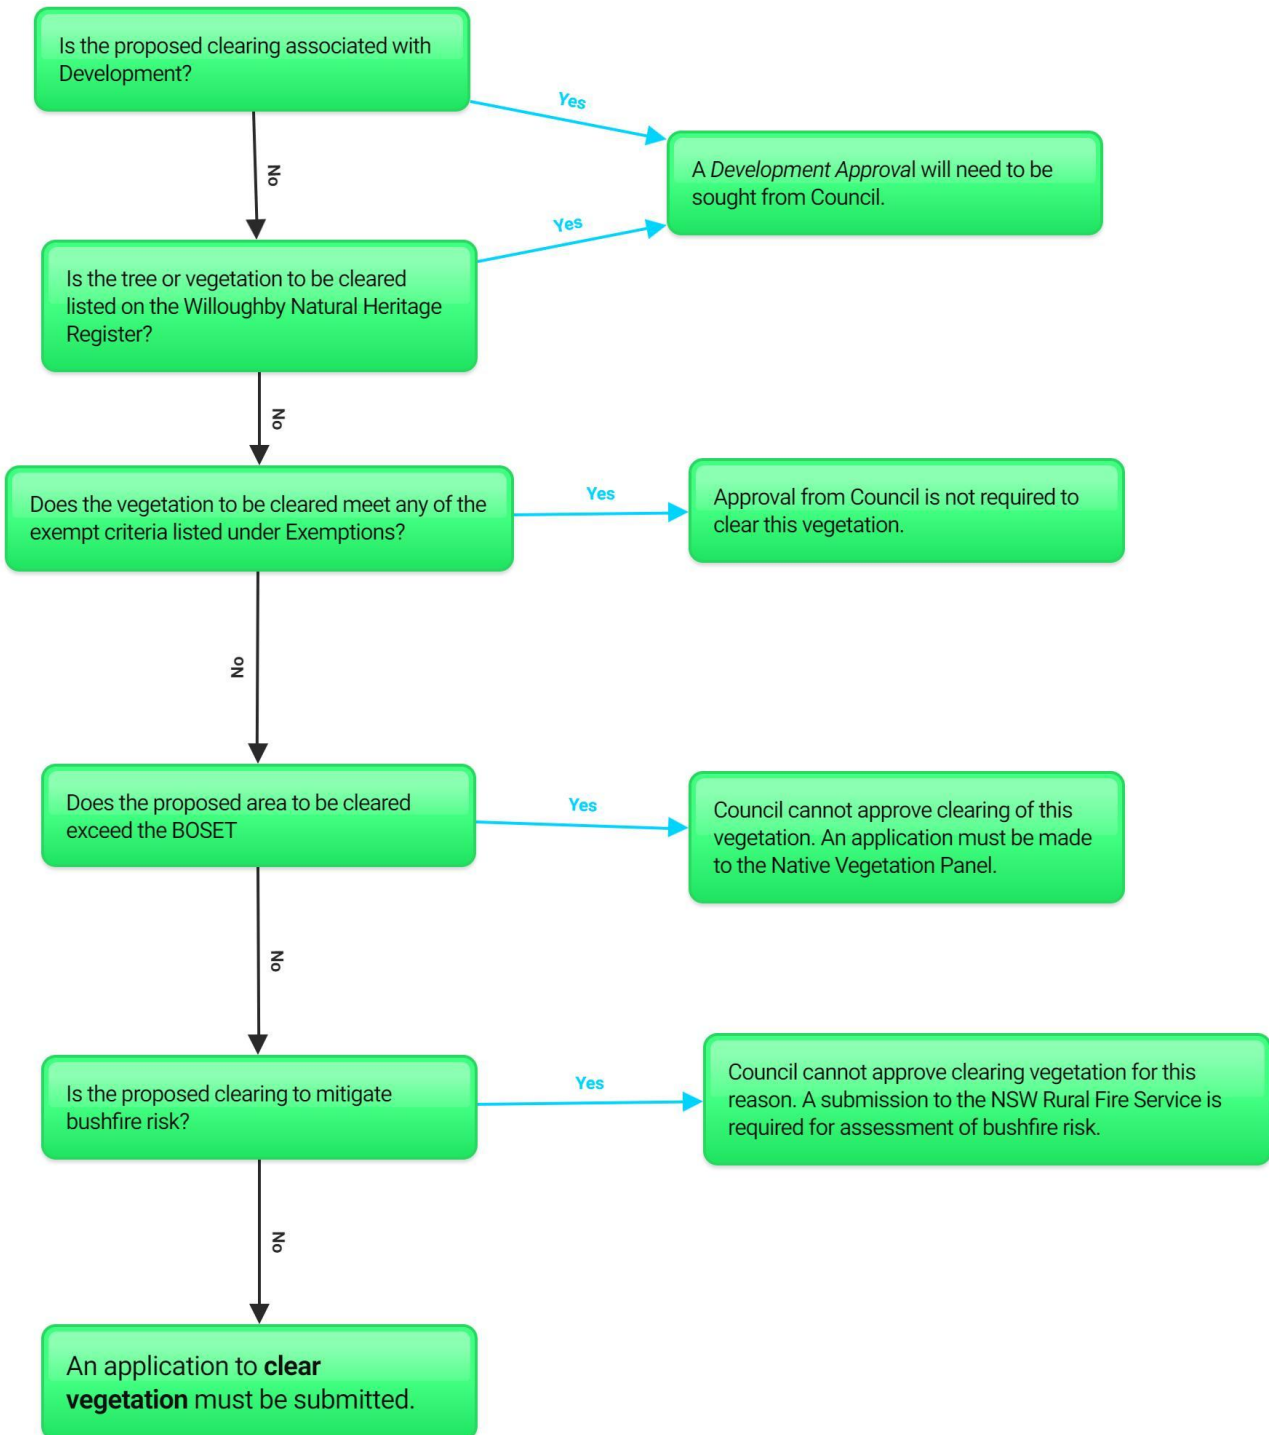 Is the proposed clearing associated with
Development?
Yes
No
A Development Approval will need to be
sought from Council.
Yes
Is the tree or vegetation to be cleared
listed on the Willoughby Natural Heritage
Register?
No
Does the vegetation to be cleared meet any of the
exempt criteria listed under Exemptions?
Yes
Approval from Council is not required to
clear this vegetation.
No
Does the proposed area to be cleared
exceed the BOSET
Yes
Council cannot approve clearing of this
vegetation. An application must be made
to the Native Vegetation Panel.
No
Is the proposed clearing to mitigate
bushfire risk?
Yes
Council cannot approve clearing vegetation for this
reason. A submission to the NSW Rural Fire Service is
required for assessment of bushfire risk.
No
An application to clear
vegetation must be submitted.